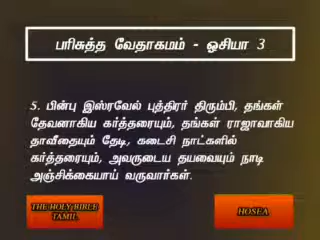 பரிசுத்த வேதாகமம் - ஓசியா 3
5. பின்பு இஸ்ரவேல் புத்திரர் திரும்பி, தங்கள்
தேவனாகிய கர்த்தரையும், தங்கள் ராஜாவாகிய
தாவீதையும் தேடி, கடைசி நாட்களில்
கர்த்தரையும், அவருடைய தயவையும் நாடி
அஞ்சிக்கையாய் வருவார்கள்.
THE HOLY BIBLE
TAMIL
HOSEA